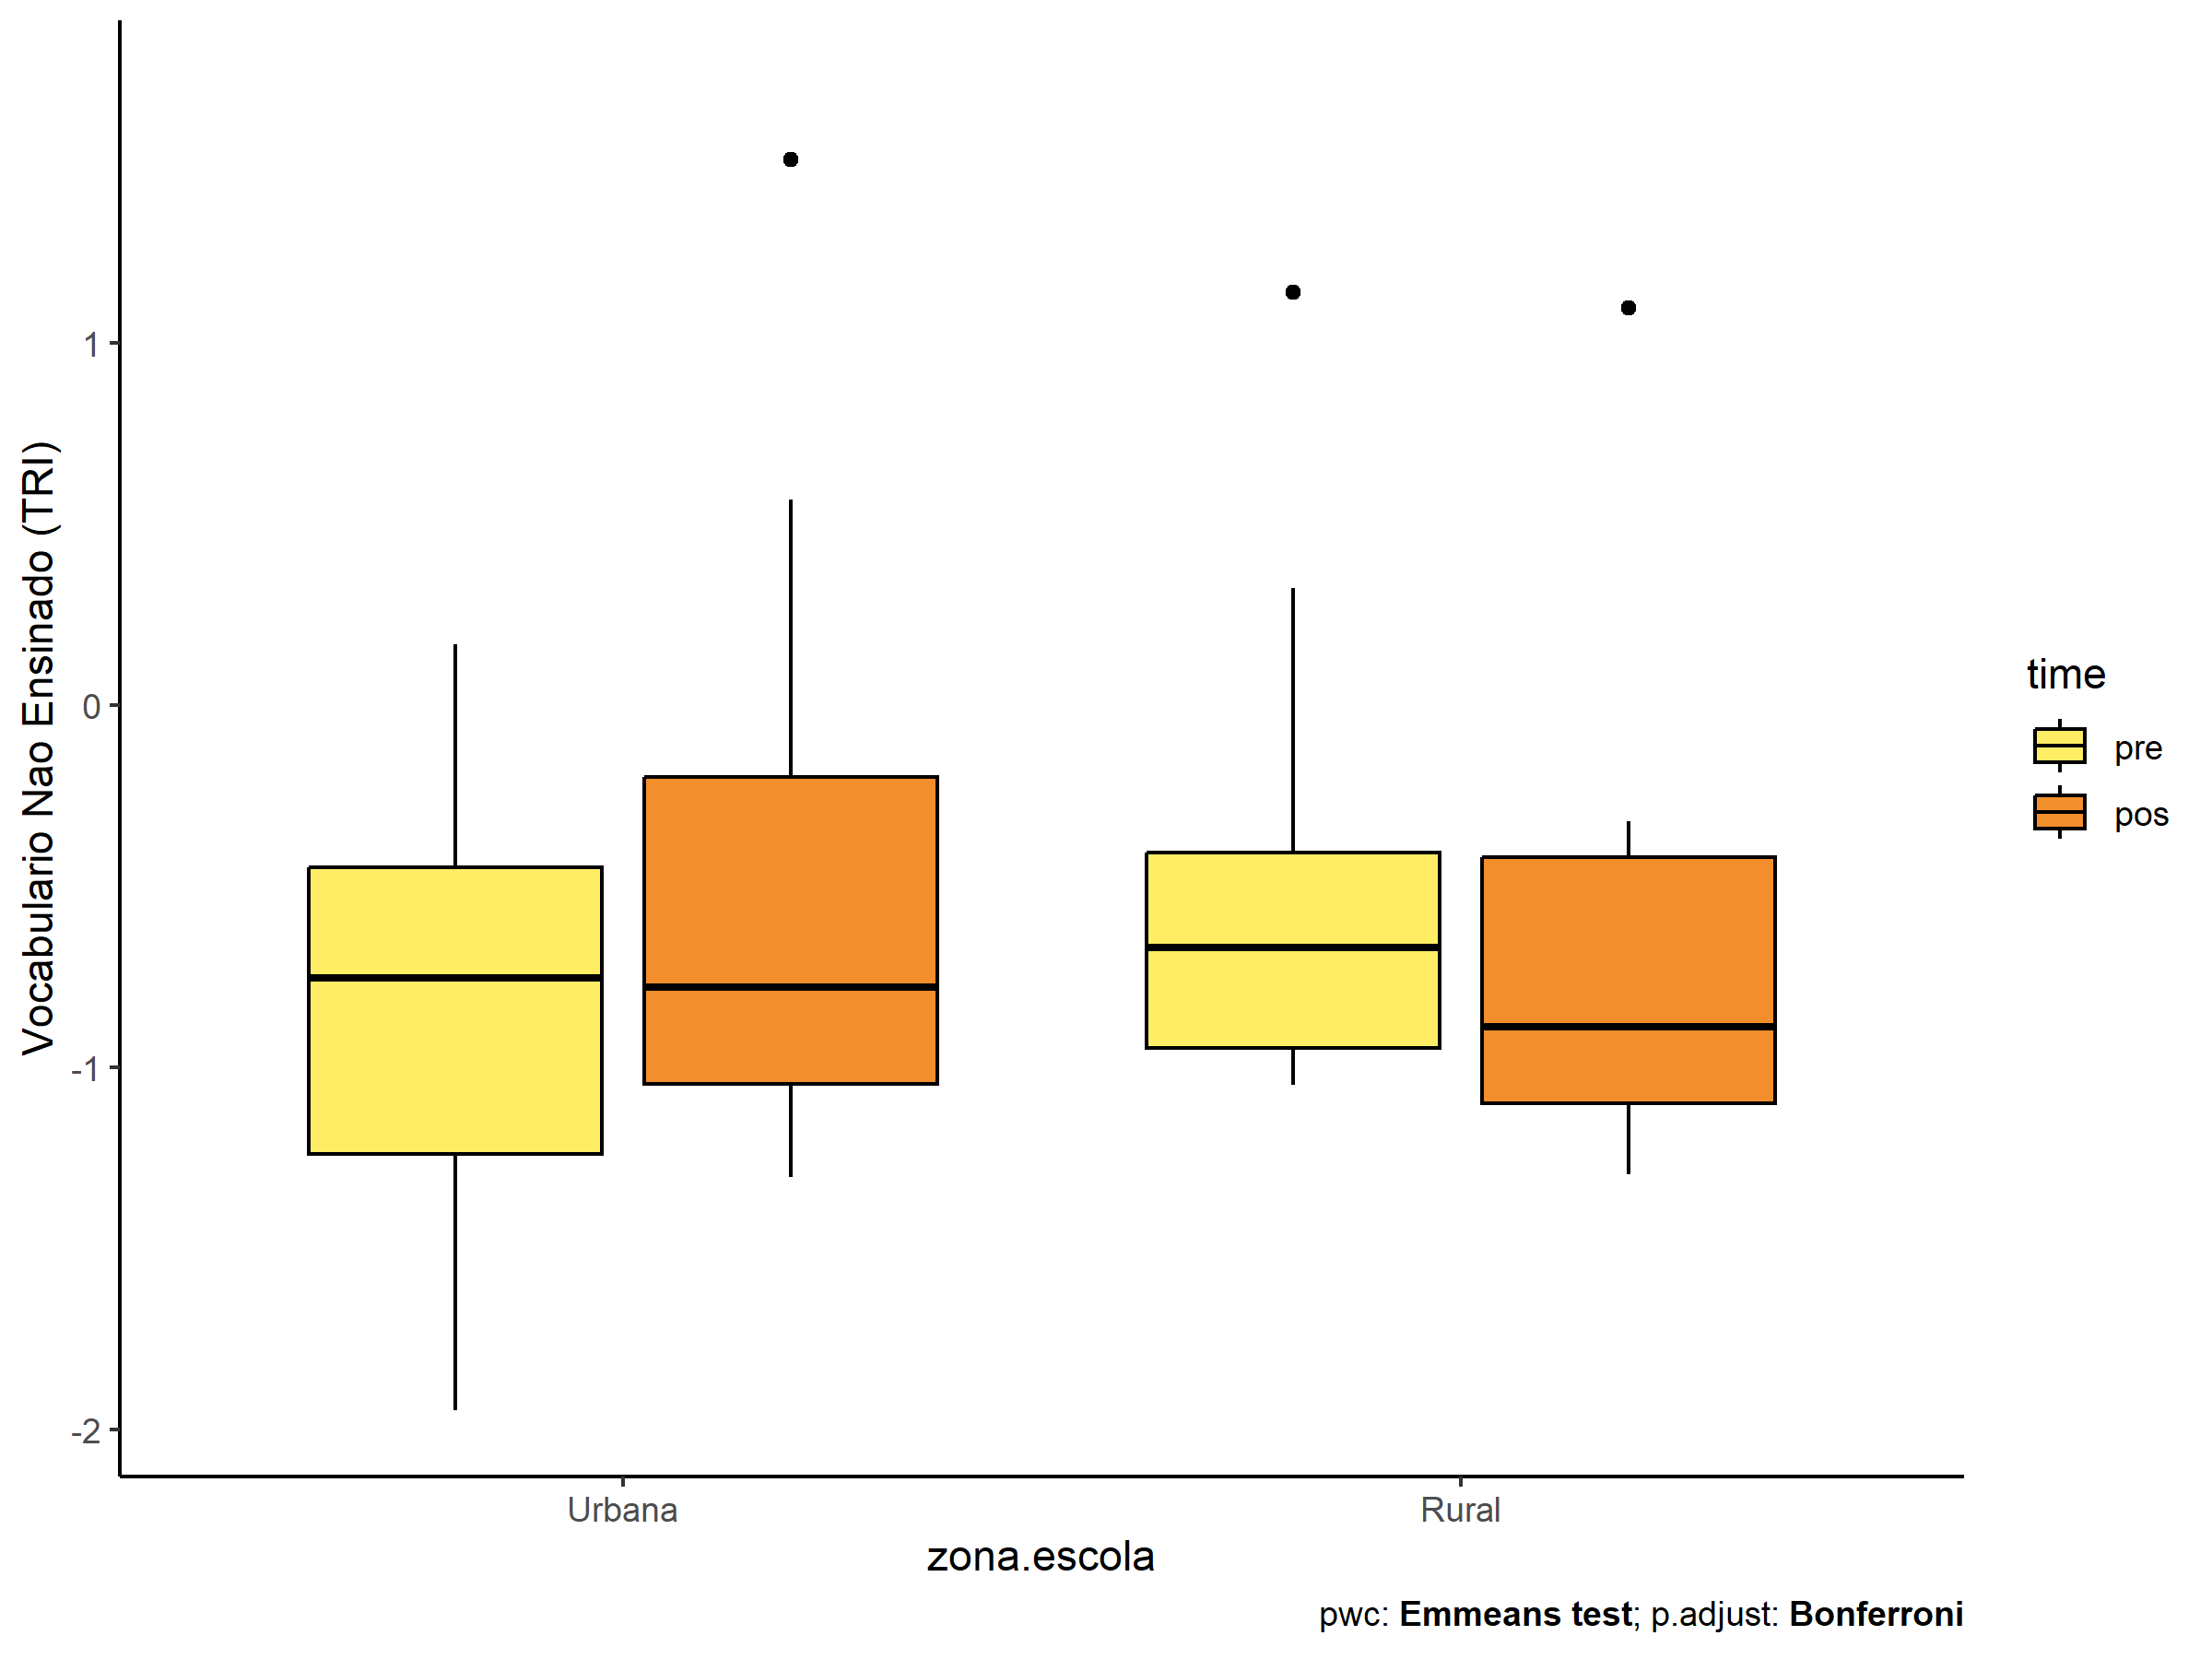 Vocabulario Nao Ensinado (TRI)
1
0
-1
-2
Urbana
Rural
zona.escola
time
pre
pos
pwc: Emmeans test; p.adjust: Bonferroni